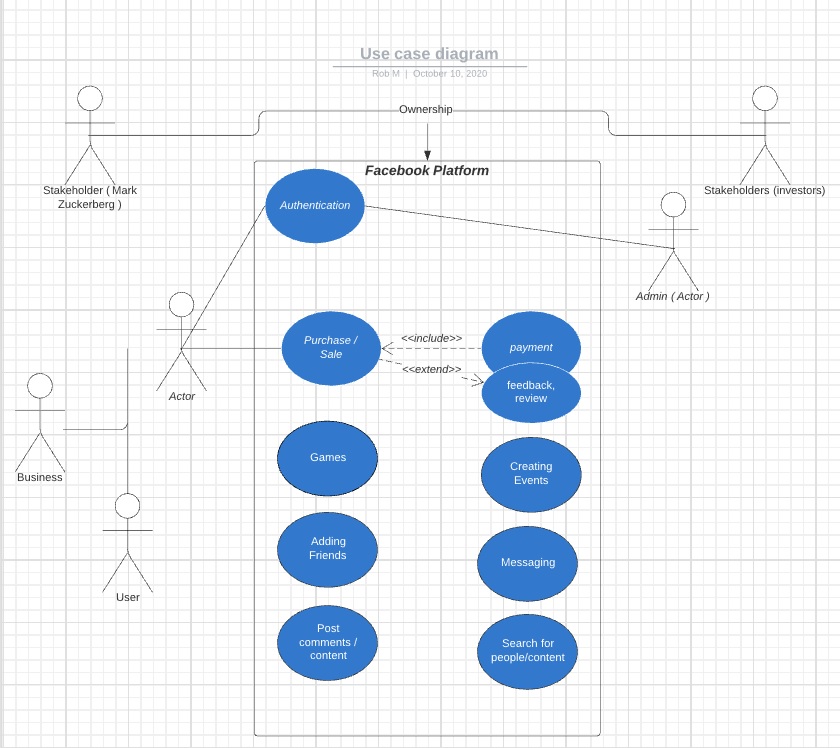 Use case diagram
Rob M | October 10, 2020
Ownership
Facebook Platform
Stakeholder ( Mark
Zuckerberg )
Stakeholders (investors)
Authentication
Admin ( Actor )
Purchase /
Sale
<<include>>
<<extend>>
payment
feedback,
review
Actor
Business
User
Games
Creating
Events
Adding
Friends
Messaging
Post
comments /
content
Search for
people/content